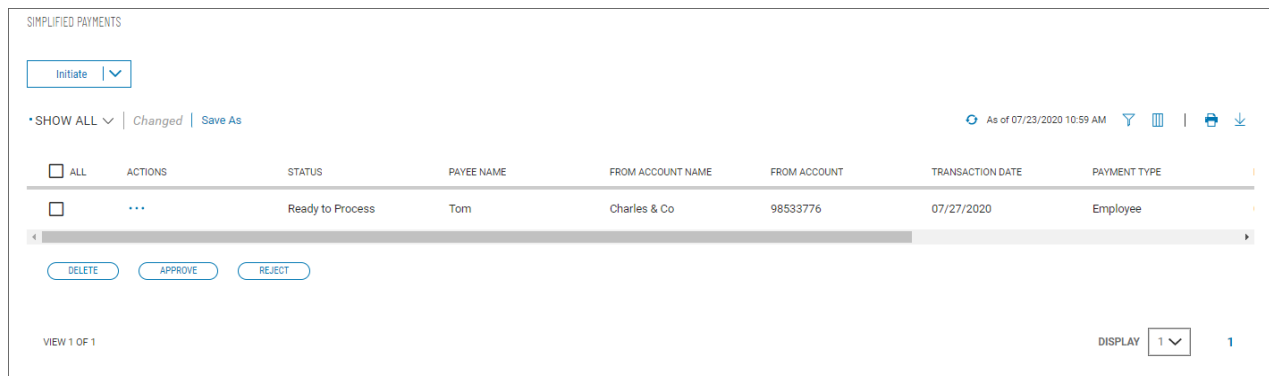 SIMPLIFIED PAYMENTS
Initiate
SHOW ALL Changed Save As As of 07/23/2020 10:59 AM
ALL ACTIONS STATUS PAYEE NAME FROM ACCOUNT NAME FROM ACCOUNT TRANSACTION DATE PAYMENT TYPE
Ready to Process Tom Charles & Co 98533776 07/27/2020 Employee
DELETE APPROVE REJECT
VIEW 1 OF 1 DISPLAY 1 1